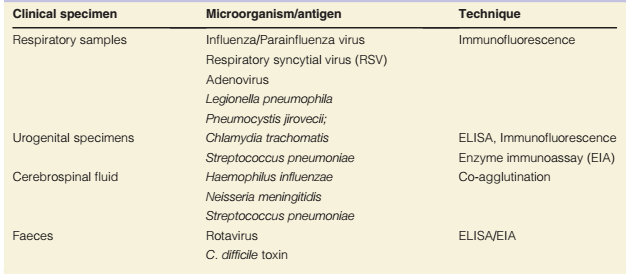 Clinical specimen Microorganism/antigen Technique
Respiratory samples Influenza/Parainfluenza virus Immunofluorescence
Respiratory syncytial virus (RSV)
Adenovirus
Legionella pneumophila
Pneumocystis jirovecii;
Urogenital specimens Chlamydia trachomatis ELISA, Immunofluorescence
Streptococcus pneumoniae Enzyme immunoassay (EIA)
Cerebrospinal fluid Haemophilus influenzae Co-agglutination
Neisseria meningitidis
Streptococcus pneumoniae
Faeces Rotavirus ELISA/EIA
C. difficile toxin